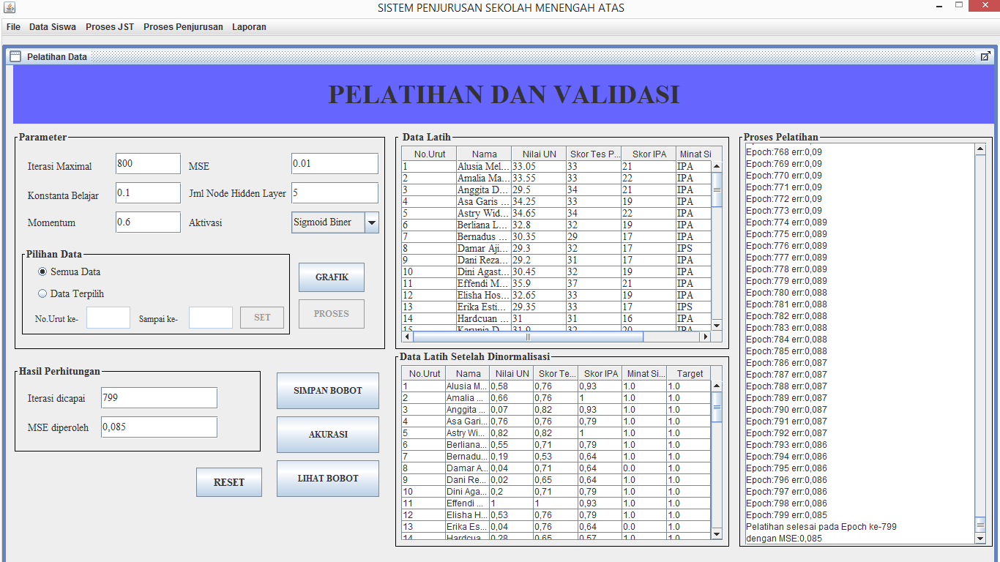 SISTEM PENJURUSAN SEKOLAH MENENGAH ATAS
File Data Siswa Proses JST Proses Penjurusan Laporan
Pelatihan Data
PELATIHAN DAN VALIDASI
Parameter
Iterasi Maximal 800 MSE 0.01
Konstanta Belajar 0.1 Jml Node Hidden Layer 5
Momentum 0.6 Aktivasi Sigmoid Biner
Pilihan Data
Semua Data
Data Terpilih
No.Urut ke- Sampai ke- SET
GRAFIK
PROSES
Hasil Perhitungan
Iterasi dicapai 799
MSE diperoleh 0,085
SIMPAN BOBOT
AKURASI
LIHAT BOBOT
RESET
Data Latih
No.Urut Nama Nilai UN Skor Tes P... Skor IPA Minat Si
1 Alusia Mel... 33.05 33 21 IPA
2 Amalia Ma... 33.55 33 22 IPA
3 Anggita D... 29.5 34 21 IPA
4 Asa Garis ... 34.25 33 19 IPA
5 Astry Wid... 34.65 34 22 IPA
6 Berliana L... 32.8 32 19 IPA
7 Bernadus ... 30.35 29 17 IPA
8 Damar Aji... 29.3 32 17 IPS
9 Dani Reza... 29.2 31 17 IPA
10 Dini Agast... 30.45 32 19 IPA
11 Effendi M... 35.9 37 21 IPA
12 Elisha Hos... 32.65 33 19 IPA
13 Erika Esti... 29.35 33 17 IPS
14 Hardcuan ... 31 31 16 IPA
15 Karunia D... 31.9 32 20 IPA
Data Latih Setelah Dinormalisasi
No.Urut Nama Nilai UN Skor Te... Skor IPA Minat Si... Target
1 Alusia M... 0,58 0,76 0,93 1.0 1.0
2 Amalia ... 0,66 0,76 1 1.0 1.0
3 Anggita ... 0,07 0,82 0,93 1.0 1.0
4 Asa Gari... 0,76 0,76 0,79 1.0 1.0
5 Astry Wi... 0,82 0,82 1 1.0 1.0
6 Berliana... 0,55 0,71 0,79 1.0 1.0
7 Bernadu... 0,19 0,53 0,64 1.0 1.0
8 Damar A... 0,04 0,71 0,64 0.0 1.0
9 Dani Re... 0,02 0,65 0,64 1.0 1.0
10 Dini Aga... 0,2 0,71 0,79 1.0 1.0
11 Effendi ... 1 1 0,93 1.0 1.0
12 Elisha H... 0,53 0,76 0,79 1.0 1.0
13 Erika Es... 0,04 0,76 0,64 0.0 1.0
14 Hardcua... 0,28 0,65 0,57 1.0 1.0
Proses Pelatihan
Epoch:768 err:0,09
Epoch:769 err:0,09
Epoch:770 err:0,09
Epoch:771 err:0,09
Epoch:772 err:0,09
Epoch:773 err:0,09
Epoch:774 err:0,089
Epoch:775 err:0,089
Epoch:776 err:0,089
Epoch:777 err:0,089
Epoch:778 err:0,089
Epoch:779 err:0,089
Epoch:780 err:0,088
Epoch:781 err:0,088
Epoch:782 err:0,088
Epoch:783 err:0,088
Epoch:784 err:0,088
Epoch:785 err:0,088
Epoch:786 err:0,087
Epoch:787 err:0,087
Epoch:788 err:0,087
Epoch:789 err:0,087
Epoch:790 err:0,087
Epoch:791 err:0,087
Epoch:792 err:0,087
Epoch:793 err:0,086
Epoch:794 err:0,086
Epoch:795 err:0,086
Epoch:796 err:0,086
Epoch:797 err:0,086
Epoch:798 err:0,086
Epoch:799 err:0,085
Pelatihan selesai pada Epoch ke-799
dengan MSE:0,085